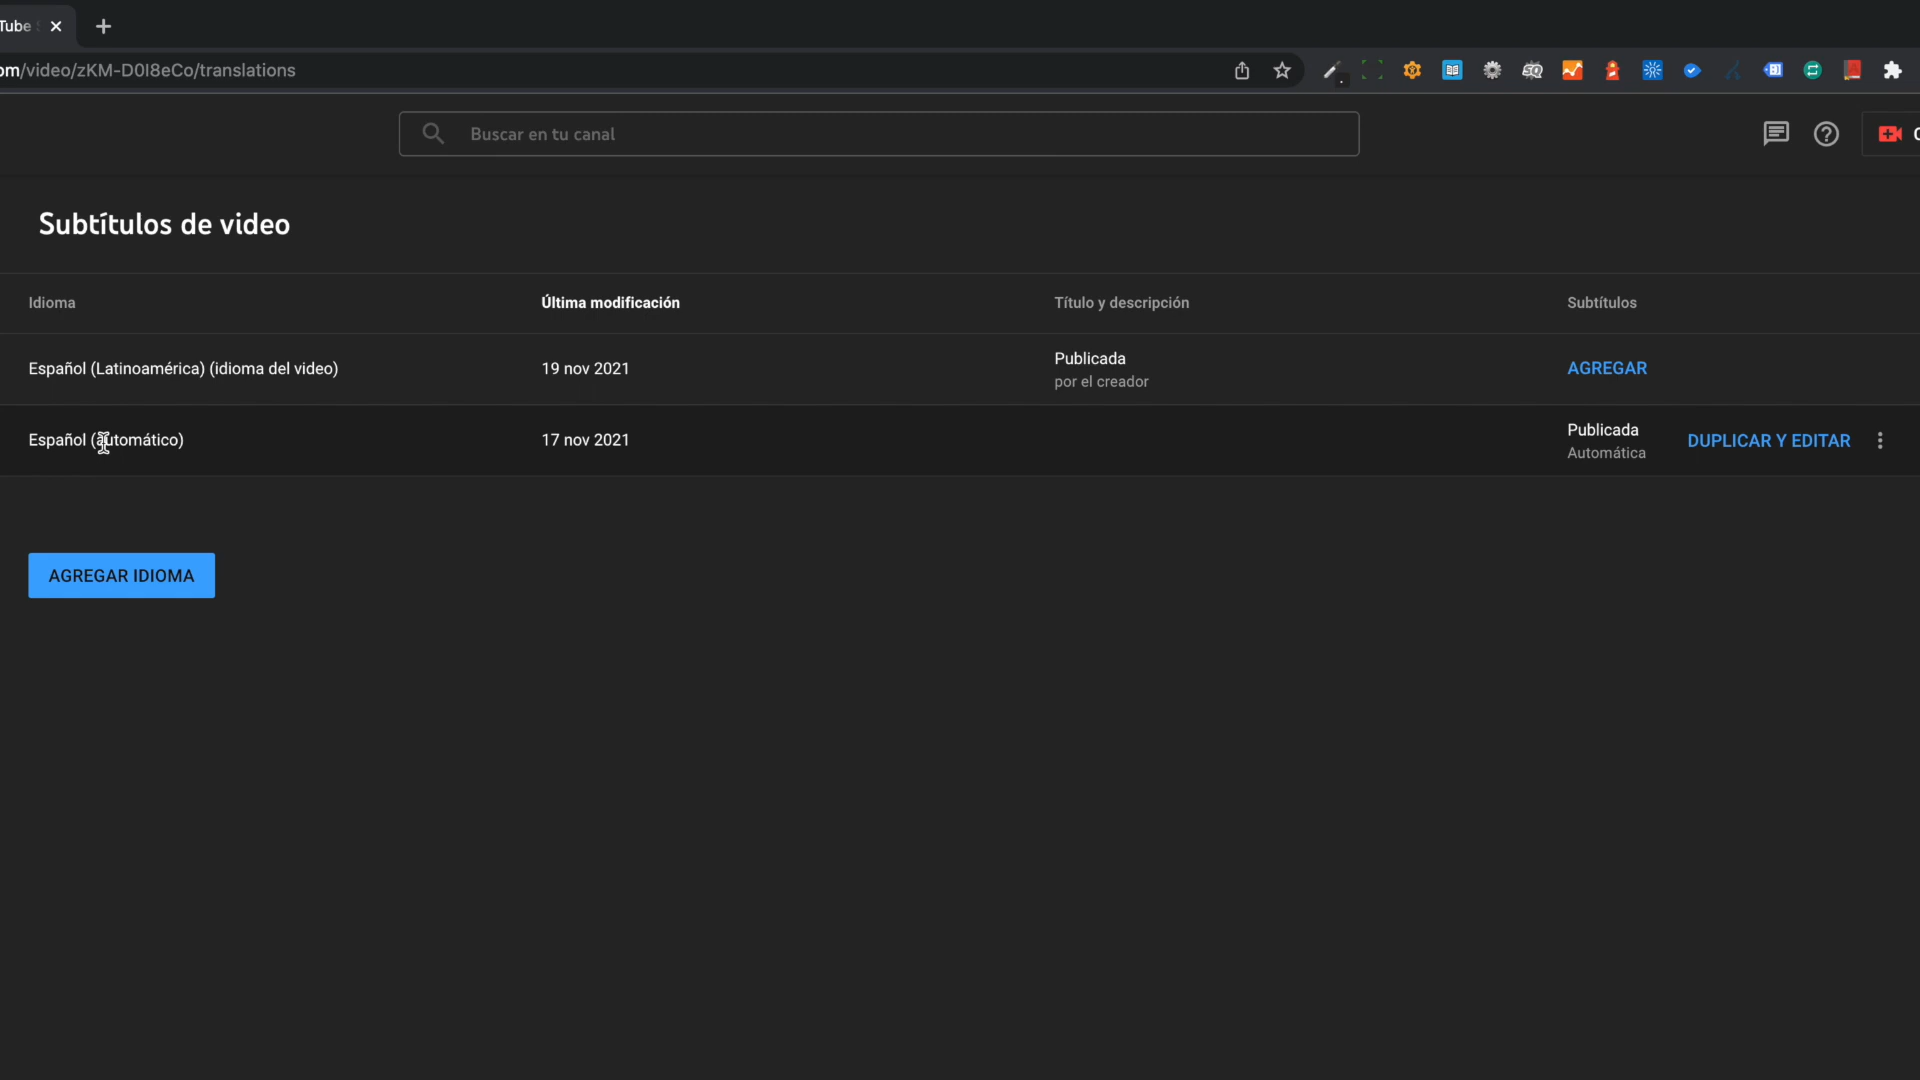 Tube
om/video/zKM-D0I8eCo/translations
Buscar en tu canal
Subtítulos de video
Idioma
Última modificación
Título y descripción
Subtítulos
Español (Latinoamérica) (idioma del video)
19 nov 2021
Publicada
por el creador
AGREGAR
Español (automático)
17 nov 2021
Publicada
Automática
DUPLICAR Y EDITAR
AGREGAR IDIOMA